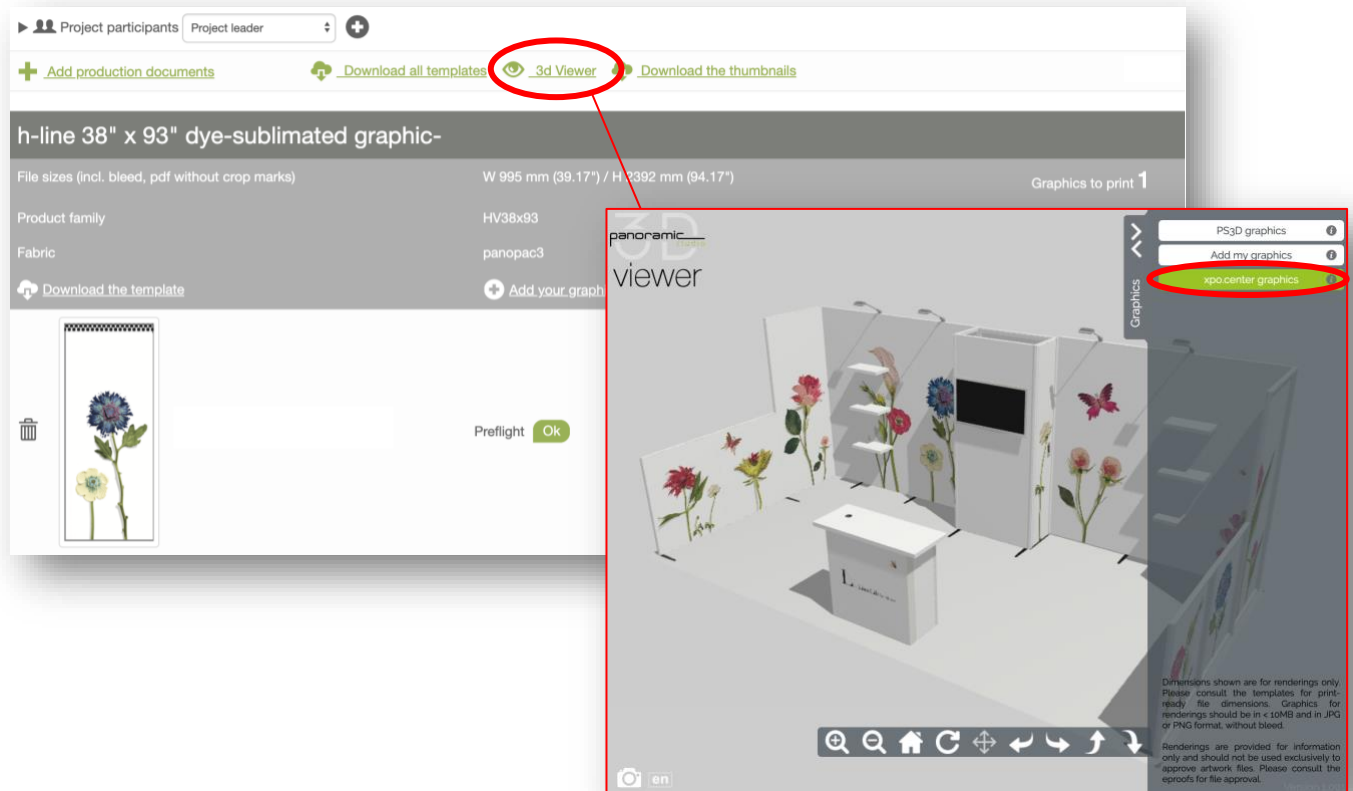 Project participants Project leader
Add production documents Download all templates 3d Viewer Download the thumbnails
h-line 38" x 93" dye-sublimated graphic-
File sizes (incl. bleed, pdf without crop marks) W 995 mm (39.17") / H 2392 mm (94.17") Graphics to print 1
Product family HV38x93
Fabric panopac3
Download the template Add your graph
Preflight Ok
3D
panoramic
studio
viewer
Graphics
PS3D graphics
Add my graphics
xpo.center graphics
Dimensions shown are for renderings only.
Please consult the templates for print-
ready file dimensions. Graphics for
renderings should be in < 10MB and in JPG
or PNG format, without bleed.
Renderings are provided for information
only and should not be used exclusively to
approve artwork files. Please consult the
eproofs for file approval.
en